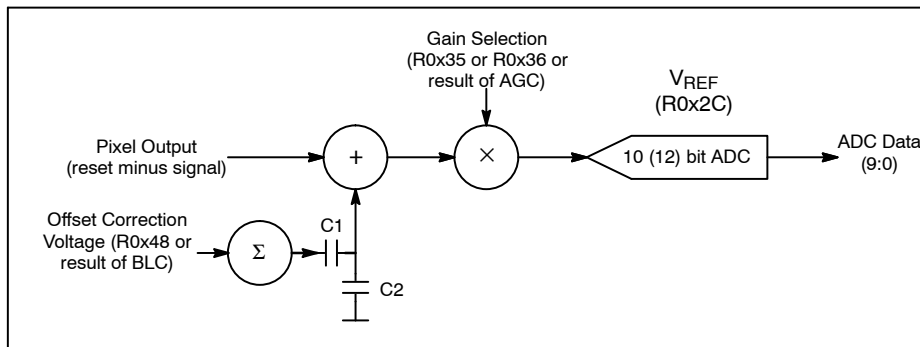 Gain Selection
(R0x35 or R0x36 or
result of AGC)
VREF
(R0x2C)
Pixel Output
(reset minus signal)
+
×
10 (12) bit ADC
ADC Data
(9:0)
Offset Correction
Voltage (R0x48 or
result of BLC)
Σ
C1
C2